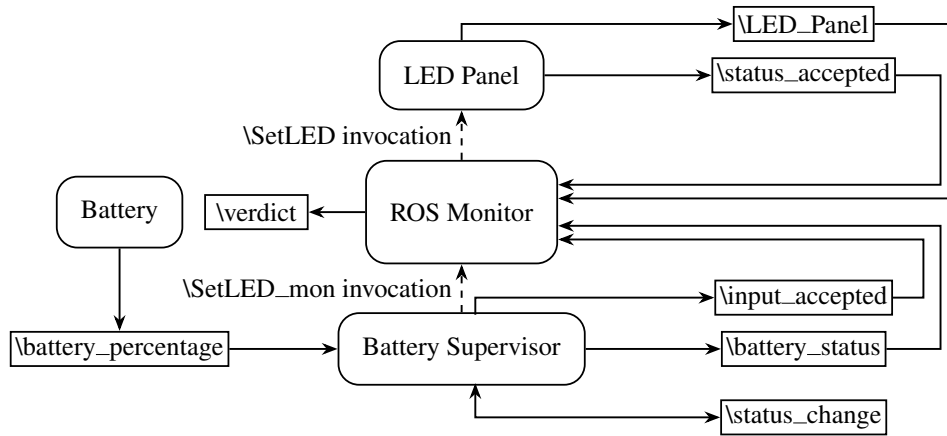 \LED_Panel
LED Panel
\status_accepted
\SetLED invocation
Battery
\verdict
ROS Monitor
\SetLED_mon invocation
\input_accepted
\battery_percentage
Battery Supervisor
\battery_status
\status_change